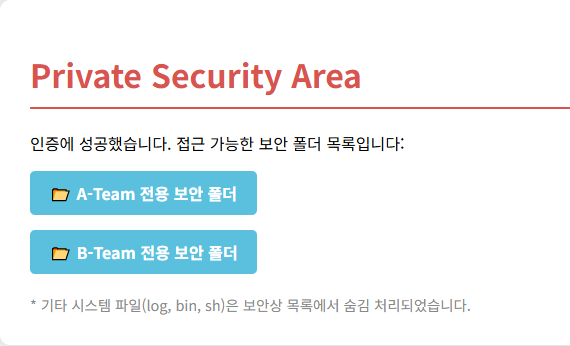 Private Security Area
인증에 성공했습니다. 접근 가능한 보안 폴더 목록입니다:
A-Team 전용 보안 폴더
B-Team 전용 보안 폴더
* 기타 시스템 파일(log, bin, sh)은 보안상 목록에서 숨김 처리되었습니다.